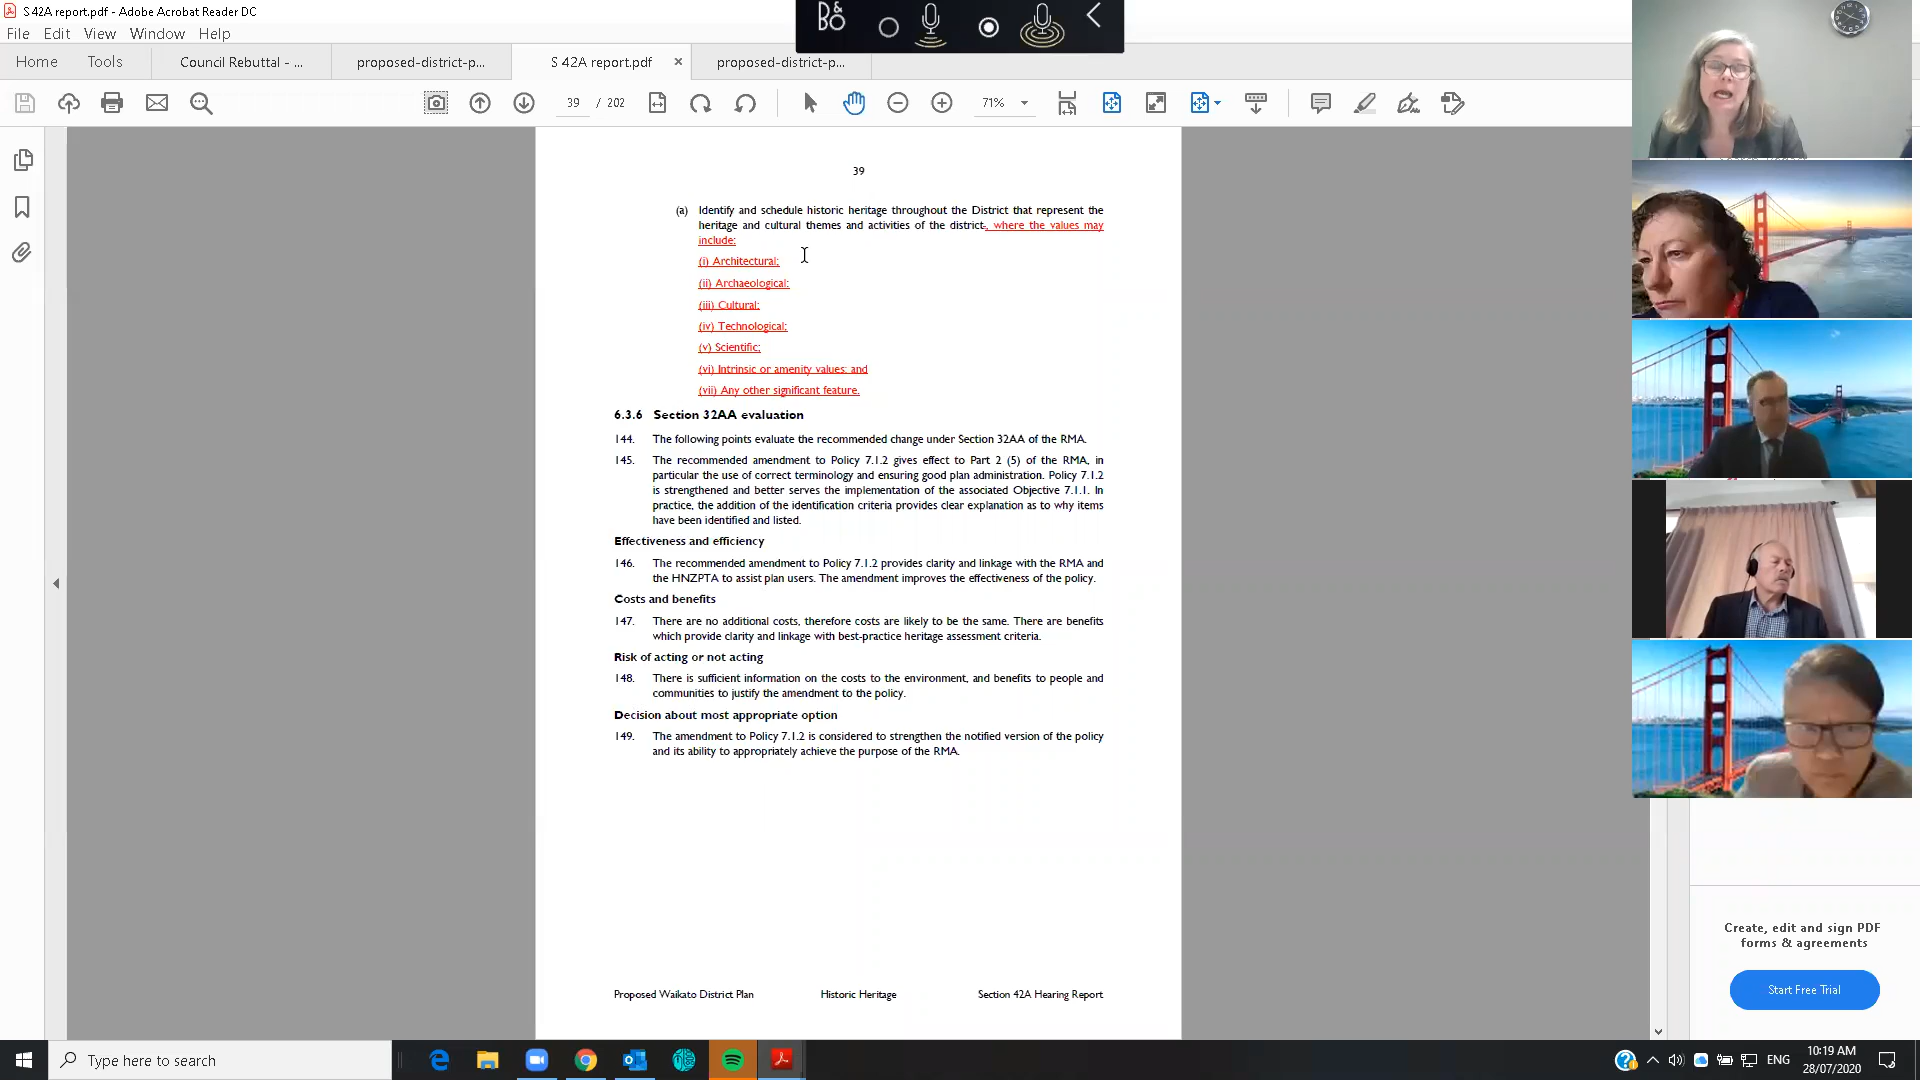 S 42A report.pdf - Adobe Acrobat Reader DC
File Edit View Window Help
B&O
Home Tools Council Rebuttal - ... proposed-district-p... S 42A report.pdf × proposed-district-p...
39 / 202 71%
39
(a) Identify and schedule historic heritage throughout the District that represent the
heritage and cultural themes and activities of the district., where the values may
include:
(i) Architectural;
(ii) Archaeological;
(iii) Cultural;
(iv) Technological;
(v) Scientific;
(vi) Intrinsic or amenity values; and
(vii) Any other significant feature.
6.3.6 Section 32AA evaluation
144. The following points evaluate the recommended change under Section 32AA of the RMA.
145. The recommended amendment to Policy 7.1.2 gives effect to Part 2 (5) of the RMA, in
particular the use of correct terminology and ensuring good plan administration. Policy 7.1.2
is strengthened and better serves the implementation of the associated Objective 7.1.1. In
practice, the addition of the identification criteria provides clear explanation as to why items
have been identified and listed.
Effectiveness and efficiency
146. The recommended amendment to Policy 7.1.2 provides clarity and linkage with the RMA and
the HNZPTA to assist plan users. The amendment improves the effectiveness of the policy.
Costs and benefits
147. There are no additional costs, therefore costs are likely to be the same. There are benefits
which provide clarity and linkage with best-practice heritage assessment criteria.
Risk of acting or not acting
148. There is sufficient information on the costs to the environment, and benefits to people and
communities to justify the amendment to the policy.
Decision about most appropriate option
149. The amendment to Policy 7.1.2 is considered to strengthen the notified version of the policy
and its ability to appropriately achieve the purpose of the RMA.
Proposed Waikato District Plan Historic Heritage Section 42A Hearing Report
Create, edit and sign PDF
forms & agreements
Start Free Trial
Type here to search
ENG
10:19 AM
28/07/2020